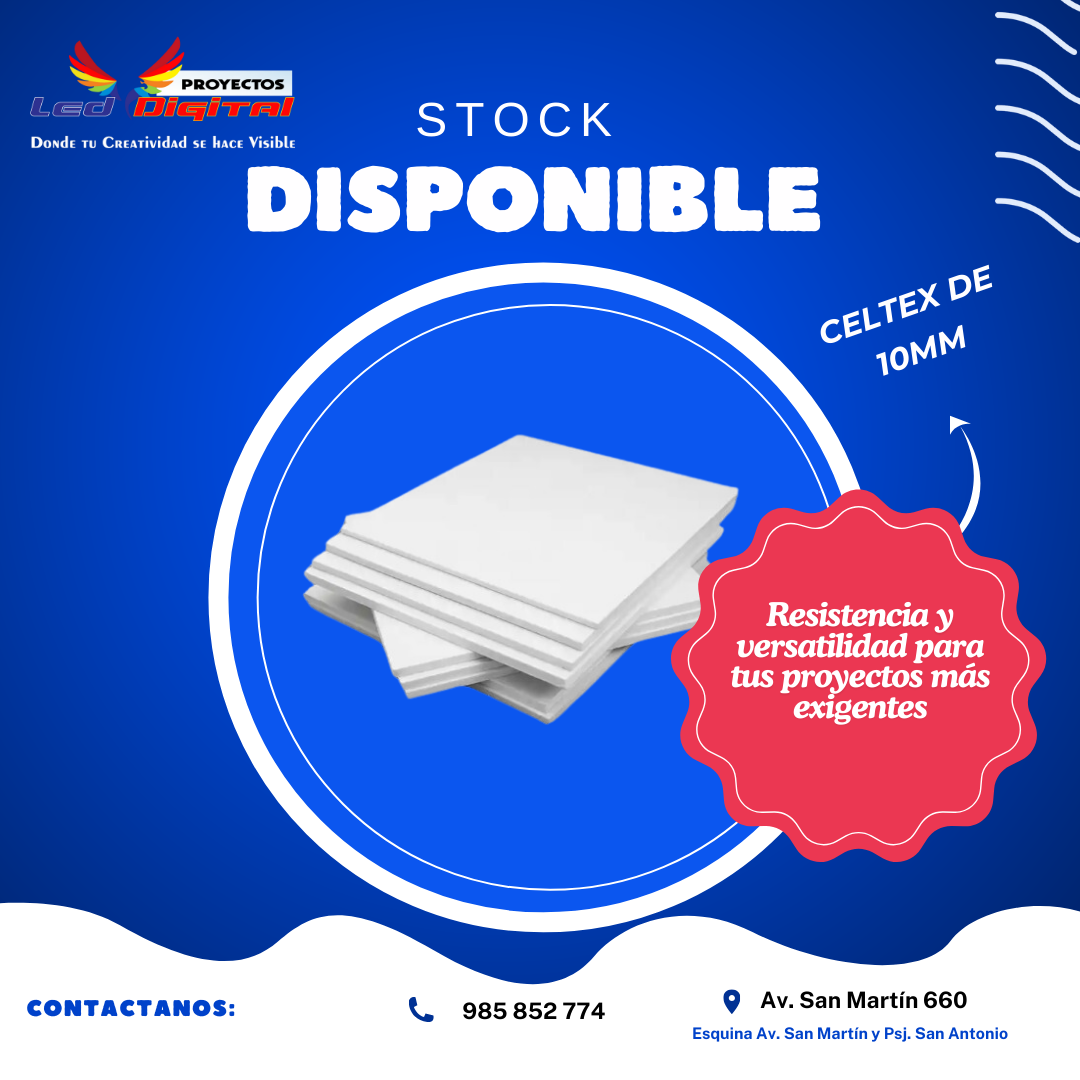 PROYECTOS
Led Digital
Donde tu Creatividad se hace Visible
STOCK
DISPONIBLE
CELTEX DE
10MM
Resistencia y
versatilidad para
tus proyectos más
exigentes
CONTACTANOS:
985 852 774
Av. San Martín 660
Esquina Av. San Martín y Psj. San Antonio